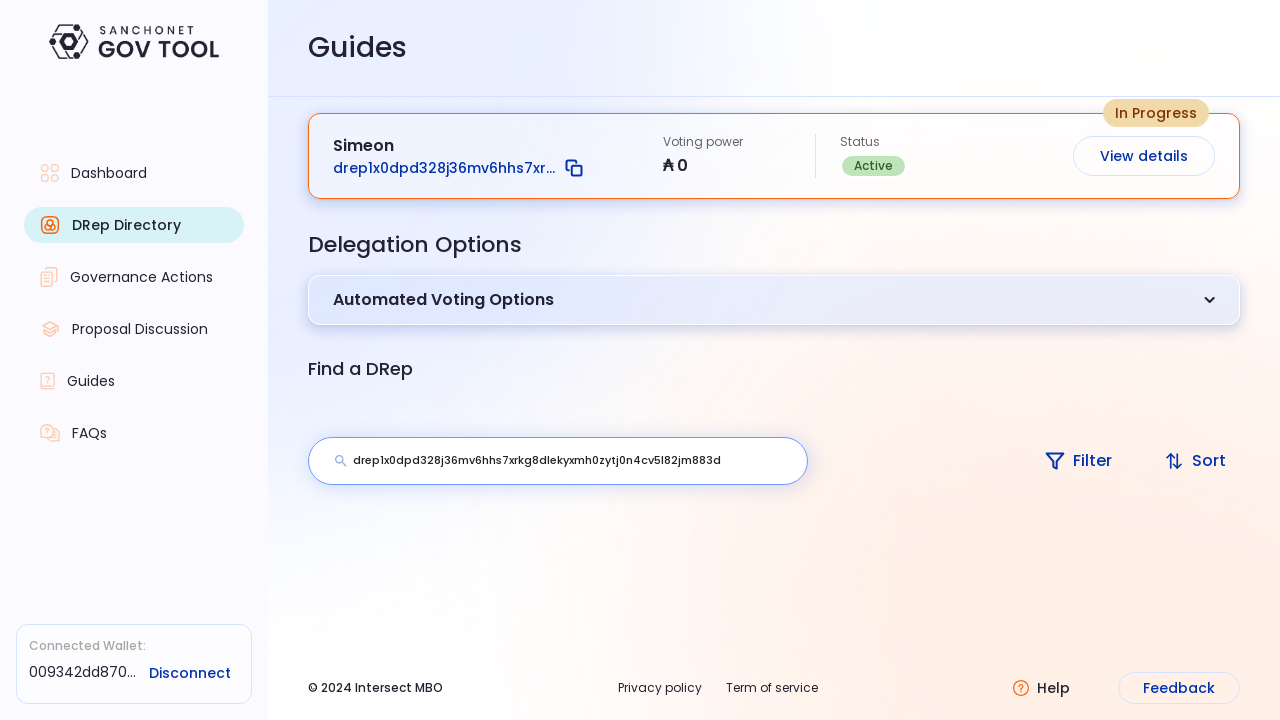 SANCHONET
GOV TOOL
Dashboard
DRep Directory
Governance Actions
Proposal Discussion
Guides
FAQs
Connected Wallet:
009342dd870...
Disconnect
Guides
In Progress
Simeon
drep1x0dpd328j36mv6hhs7xr...
Voting power
₳ 0
Status
Active
View details
Delegation Options
Automated Voting Options
Find a DRep
drep1x0dpd328j36mv6hhs7xrkg8dlekyxmh0zytj0n4cv5l82jm883d
Filter
Sort
© 2024 Intersect MBO
Privacy policy
Term of service
Help
Feedback